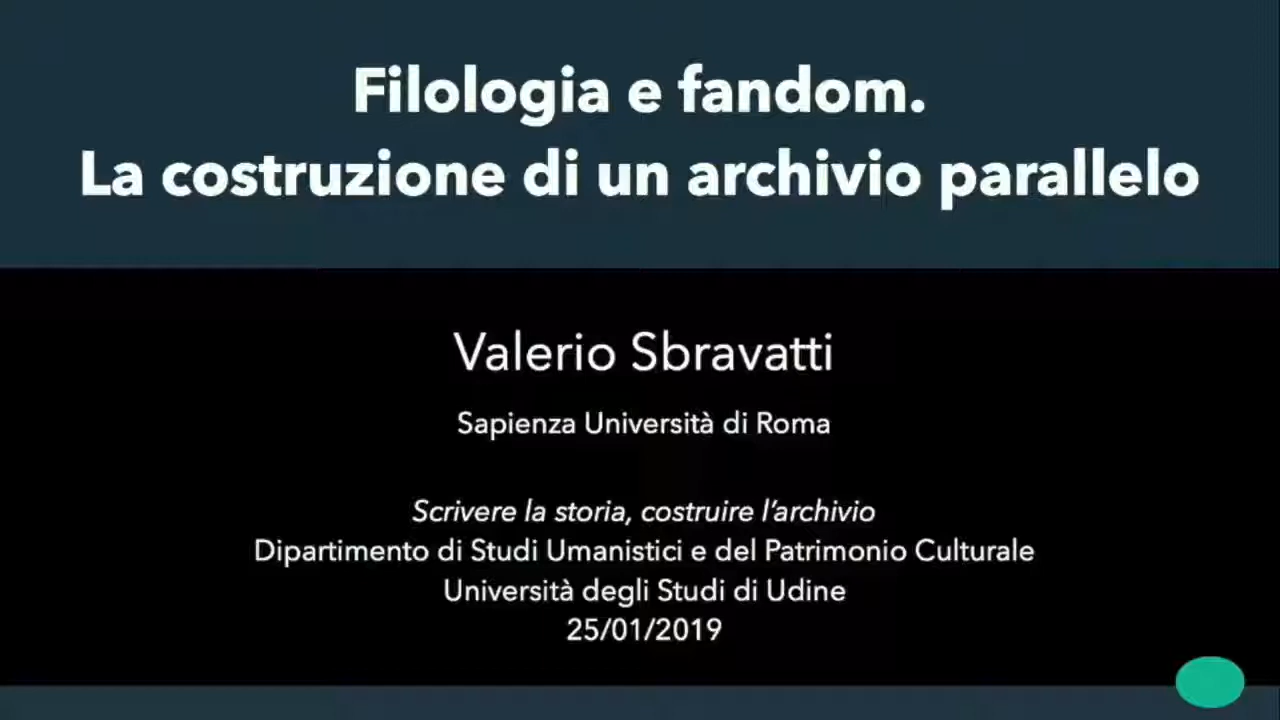 Filologia e fandom.
La costruzione di un archivio parallelo
Valerio Sbravatti
Sapienza Università di Roma
Scrivere la storia, costruire l’archivio
Dipartimento di Studi Umanistici e del Patrimonio Culturale
Università degli Studi di Udine
25/01/2019